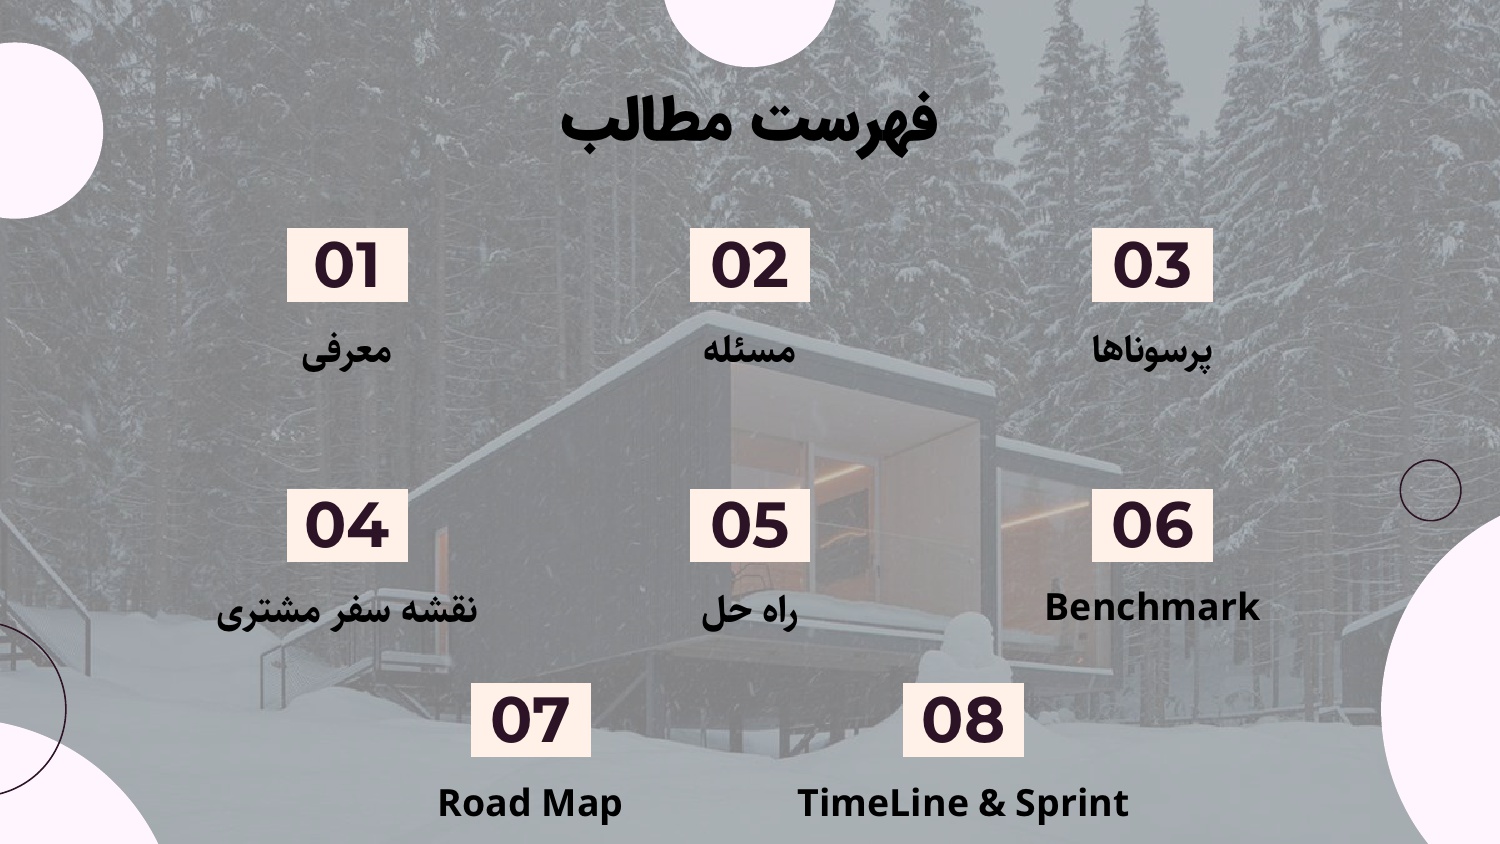 فهرست مطالب
01
02
03
معرفی
مسئله
پرسوناها
04
05
06
نقشه سفر مشتری
راه حل
Benchmark
07
08
Road Map
TimeLine & Sprint